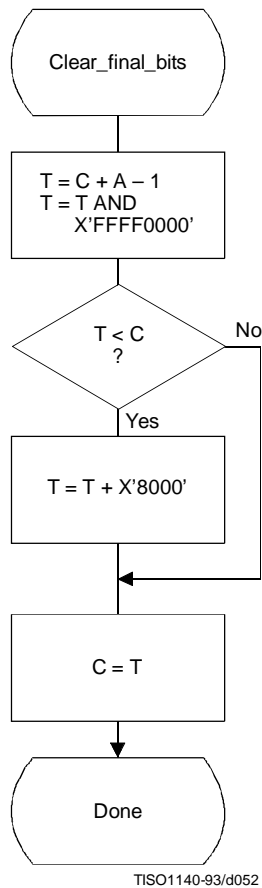 Clear_final_bits
T = C + A – 1
T = T AND
X’FFFF0000’
T < C
?
No
Yes
T = T + X’8000’
C = T
Done
TISO1140-93/d052